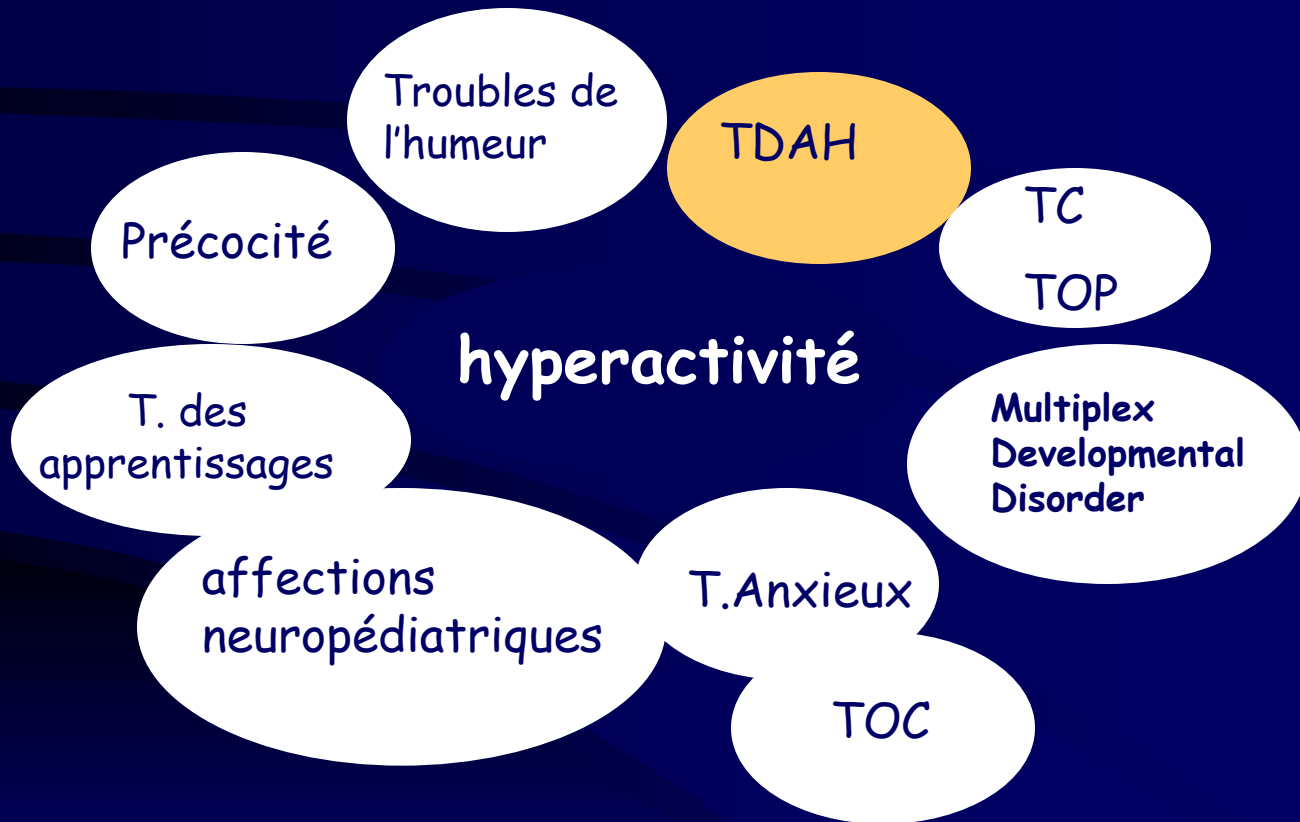 Troubles de
l'humeur
TDAH
TC
TOP
Précocité
hyperactivité
T. des
apprentissages
Multiplex
Developmental
Disorder
affections
neuropédiatriques
T.Anxieux
TOC